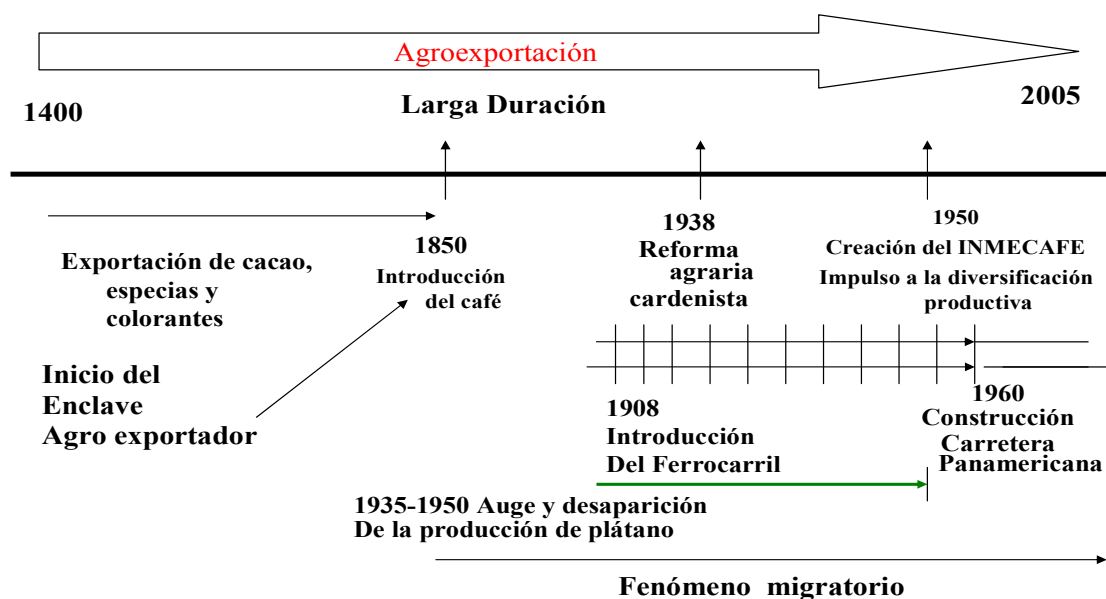 Agroexportación
1400
Larga Duración
2005
Exportación de cacao,
especias y
colorantes
1850
Introducción
del café
1938
Reforma
agraria
cardenista
1950
Creación del INMECAFE
Impulso a la diversificación
productiva
Inicio del
Enclave
Agro exportador
1908
Introducción
Del Ferrocarril
1960
Construcción
Carretera
Panamericana
1935-1950 Auge y desaparición
De la producción de plátano
Fenómeno migratorio